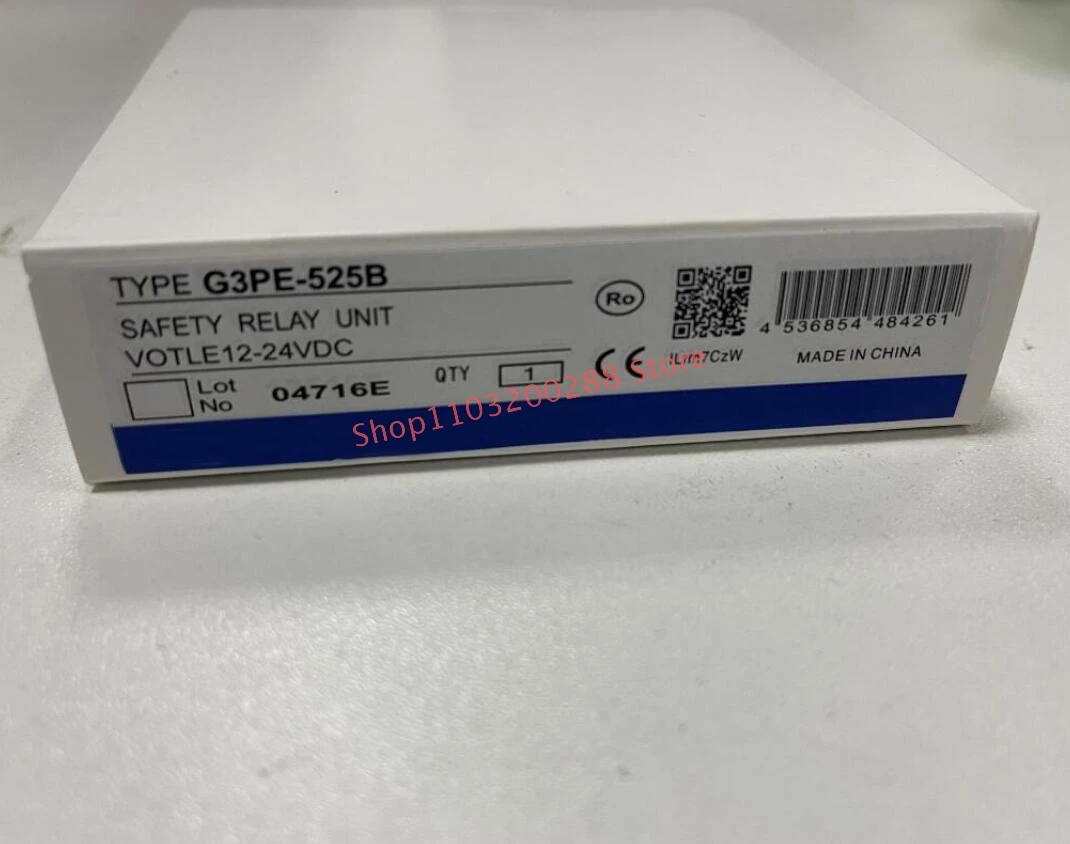 TYPE G3PE-525B
SAFETY RELAY UNIT
VOTLE12-24VDC
Lot No 04716E
QTY 1
Ro
CE
4 536854 484261
MADE IN CHINA
Shop1103200288 Store